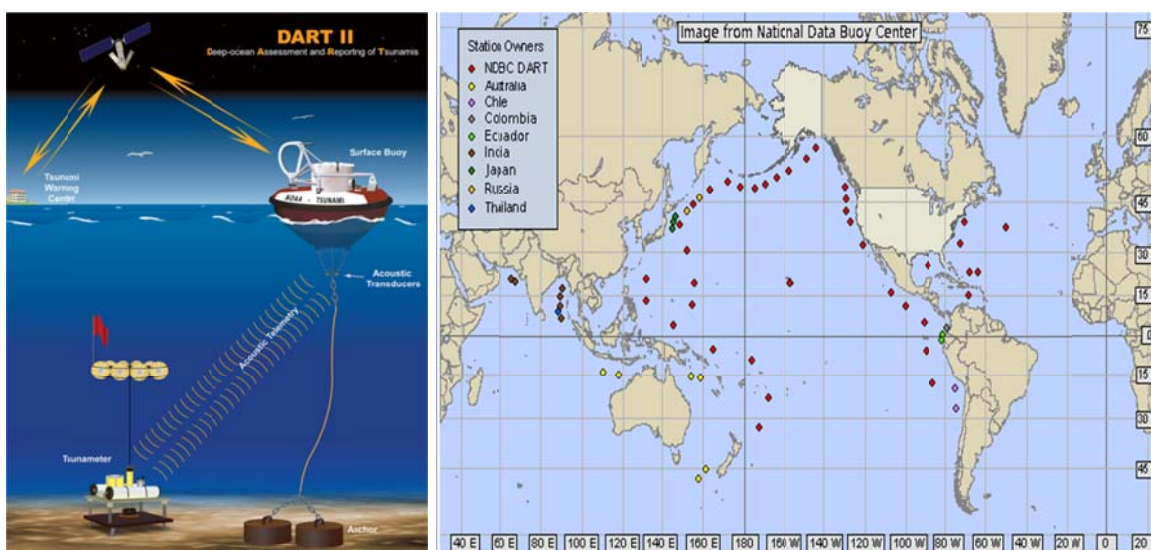 DART II
Deep-ocean Assessment and Reporting of Tsunamis
Surface Buoy
Tsunami
Warning
Center
NOAA - TSUNAMI
Acoustic
Transducers
Acoustic Telemetry
Tsunameter
Anchor
Image from National Data Buoy Center
Station Owners
NDBC DART
Australia
Chile
Colombia
Ecuador
India
Japan
Russia
Thailand
75
60
45
30
15
0
15
30
45
40 E
60 E
80 E
100 E
120 E
140 E
160 E
180
160 W
140 W
120 W
100 W
80 W
60 W
40 W
20 W
0
20